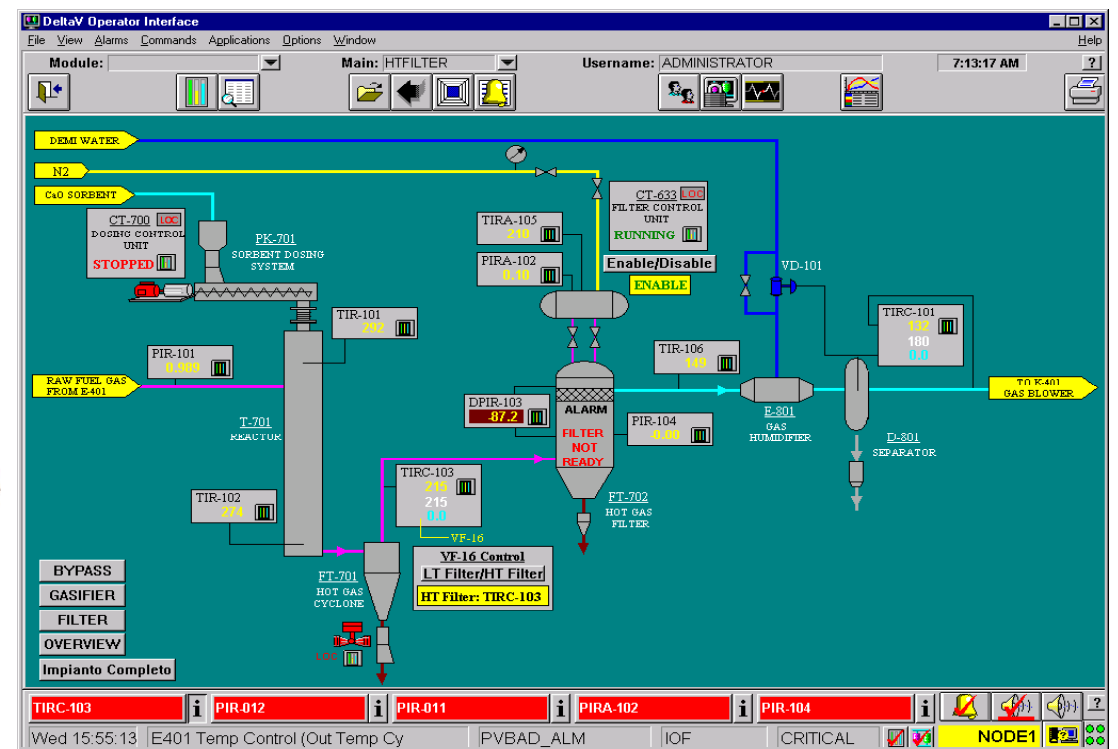 DeltaV Operator Interface
File View Alarms Commands Applications Options Window Help
Module: Main: HTFILTER Username: ADMINISTRATOR 7:13:17 AM ?
DEMI WATER
N2
CaO SORBENT
CT-700 LOC
DOSING CONTROL
UNIT
STOPPED
PK-701
SORBENT DOSING
SYSTEM
TIRA-105
210
PIRA-102
0.10
CT-633 LOC
FILTER CONTROL
UNIT
RUNNING
Enable/Disable
ENABLE
VD-101
TIRC-101
132
180
0.0
TIR-101
292
PIR-101
0.989
RAW FUEL GAS
FROM E401
T-701
REACTOR
TIR-106
149
TO K-401
GAS BLOWER
DPIR-103
-87.2
ALARM
FILTER
NOT
READY
PIR-104
-0.00
E-801
GAS
HUMIDIFIER
D-801
SEPARATOR
TIRC-103
215
215
0.0
VF-16
TIR-102
274
FT-702
HOT GAS
FILTER
VF-16 Control
LT Filter/HT Filter
HT Filter: TIRC-103
FT-701
HOT GAS
CYCLONE
LOC
BYPASS
GASIFIER
FILTER
OVERVIEW
Impianto Completo
TIRC-103 i PIR-012 i PIR-011 i PIRA-102 i PIR-104 i ?
Wed 15:55:13 E401 Temp Control (Out Temp Cy PVBAD_ALM IOF CRITICAL NODE1